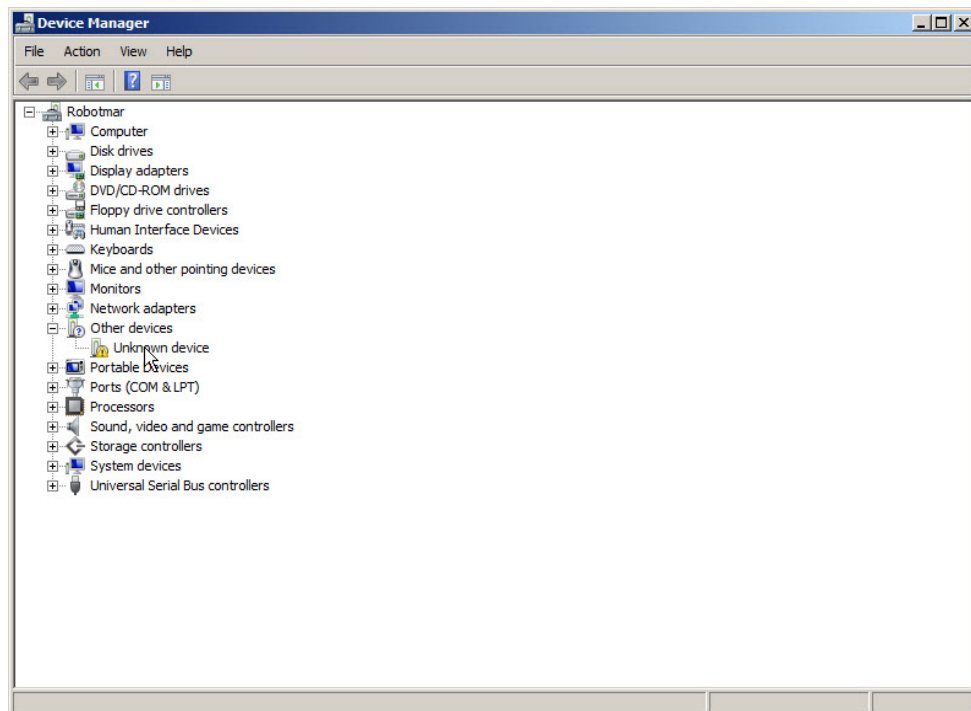 Device Manager
File Action View Help
Robotmar
Computer
Disk drives
Display adapters
DVD/CD-ROM drives
Floppy drive controllers
Human Interface Devices
Keyboards
Mice and other pointing devices
Monitors
Network adapters
Other devices
Unknown device
Portable Devices
Ports (COM & LPT)
Processors
Sound, video and game controllers
Storage controllers
System devices
Universal Serial Bus controllers